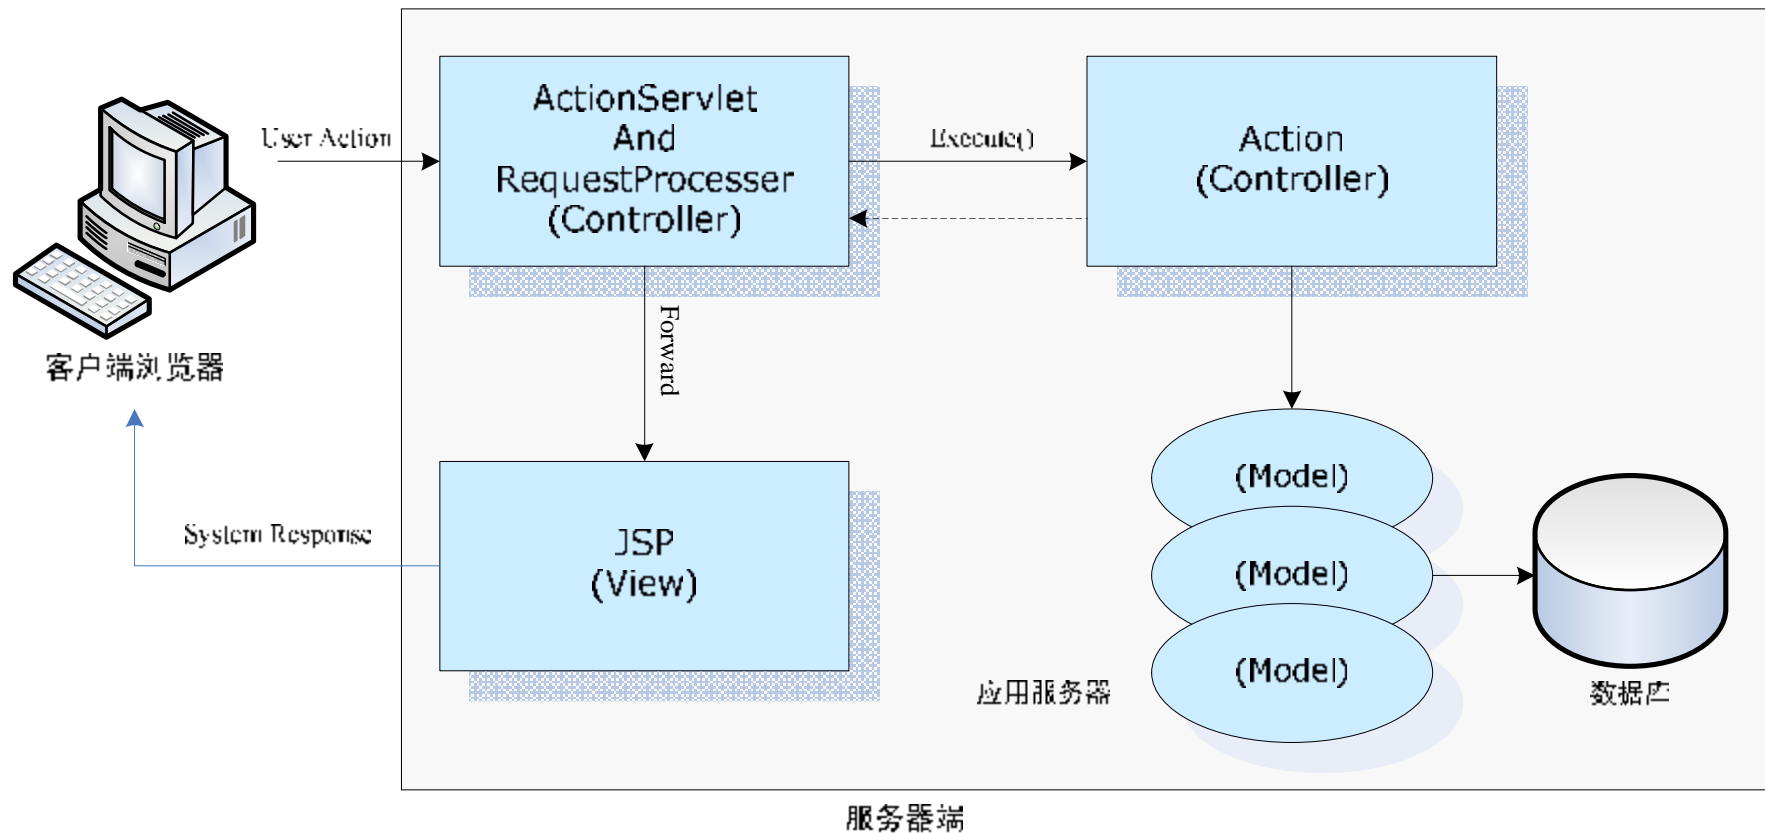 ActionServlet
And
RequestProcesser
(Controller)
User Action
Execute()
Action
(Controller)
Forward
客户端浏览器
System Response
JSP
(View)
(Model)
(Model)
(Model)
应用服务器
数据库
服务器端